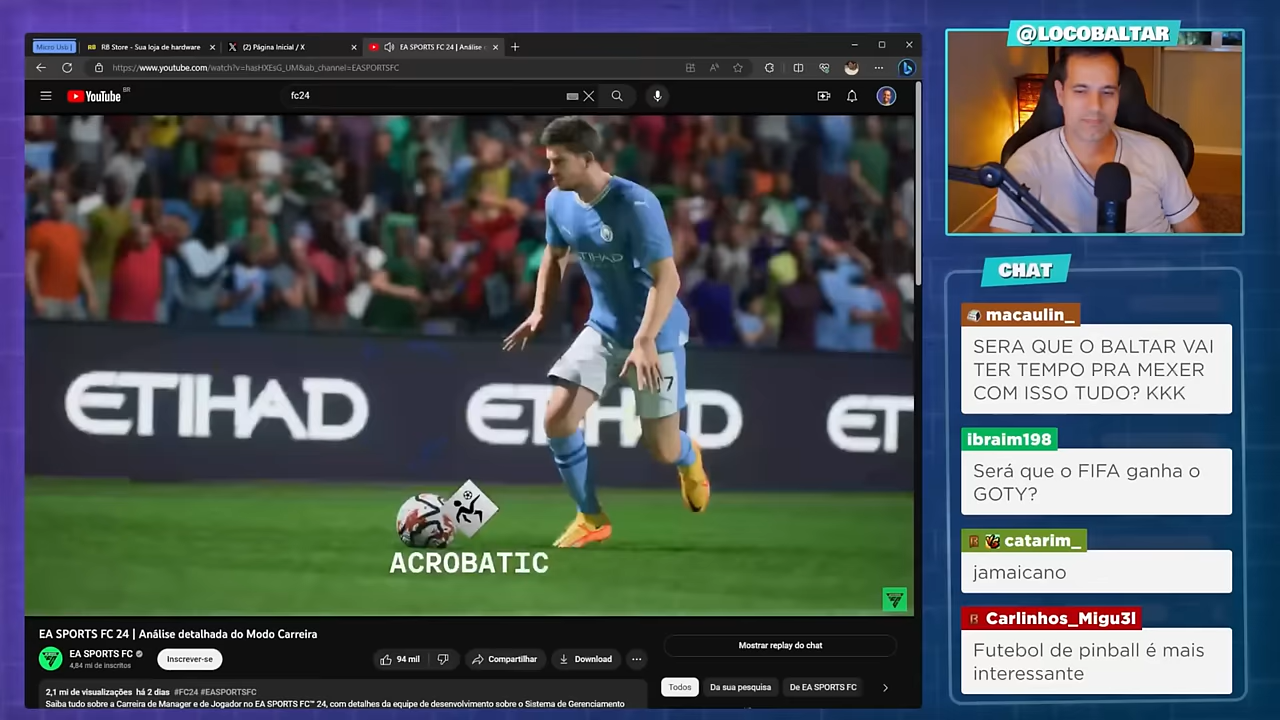 @LOCOBALTAR
Micro Usb |
RB Store - Sua loja de hardware
(2) Página Inicial / X
EA SPORTS FC 24 | Análise
https://www.youtube.com/watch?v=hasHXEsG_UM&ab_channel=EASPORTSFC
YouTube BR
fc24
ETIHAD
ETIHAD
ETIHAD
ET
7
ACROBATIC
EA SPORTS FC 24 | Análise detalhada do Modo Carreira
EA SPORTS FC
4,84 mi de inscritos
Inscrever-se
94 mil
Compartilhar
Download
Mostrar replay do chat
2,1 mi de visualizações há 2 dias #FC24 #EASPORTSFC
Saiba tudo sobre a Carreira de Manager e de Jogador no EA SPORTS FC™ 24, com detalhes da equipe de desenvolvimento sobre o Sistema de Gerenciamento
Todos
Da sua pesquisa
De EA SPORTS FC
CHAT
macaulin_
SERA QUE O BALTAR VAI
TER TEMPO PRA MEXER
COM ISSO TUDO? KKK
ibraim198
Será que o FIFA ganha o
GOTY?
catarim_
jamaicano
Carlinhos_Migu3l
Futebol de pinball é mais
interessante